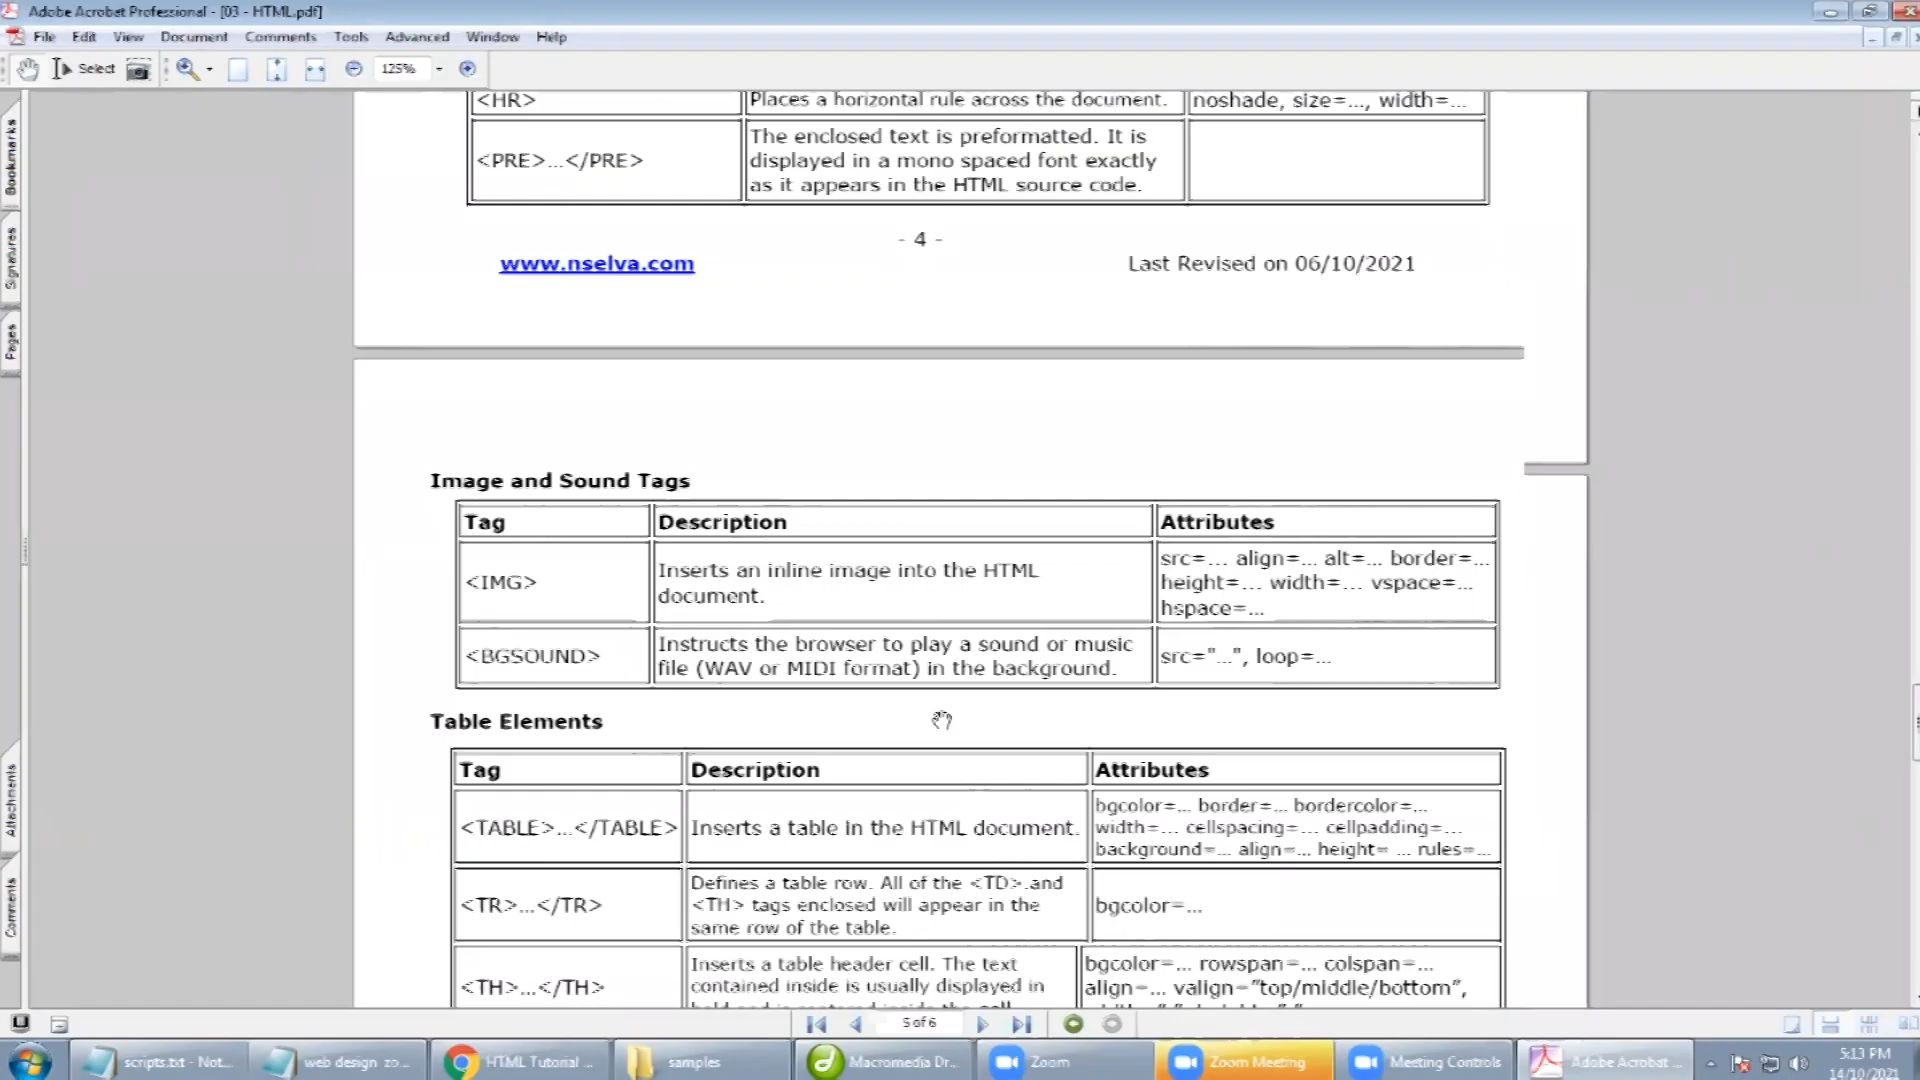 Adobe Acrobat Professional - [03 - HTML.pdf]
File Edit View Document Comments Tools Advanced Window Help
Select 125%
Bookmarks
Signatures
Pages
Attachments
Comments
<HR> Places a horizontal rule across the document. noshade, size=..., width=...
The enclosed text is preformatted. It is
<PRE>...</PRE> displayed in a mono spaced font exactly
as it appears in the HTML source code.
- 4 -
www.nselva.com Last Revised on 06/10/2021
Image and Sound Tags
Tag Description Attributes
<IMG> Inserts an inline image into the HTML
document.
src=... align=... alt=... border=...
height=... width=... vspace=...
hspace=...
<BGSOUND> Instructs the browser to play a sound or music
file (WAV or MIDI format) in the background.
src="...", loop=...
Table Elements
Tag Description Attributes
<TABLE>...</TABLE> Inserts a table in the HTML document.
bgcolor=... border=... bordercolor=...
width=... cellspacing=... cellpadding=...
background=... align=... height= ... rules=...
<TR>...</TR> Defines a table row. All of the <TD> and
<TH> tags enclosed will appear in the
same row of the table.
bgcolor=...
<TH>...</TH> Inserts a table header cell. The text
contained inside is usually displayed in
bgcolor=... rowspan=... colspan=...
align=... valign="top/middle/bottom",
5 of 6
scripts.txt - Not... web design zo... HTML Tutorial ... samples Macromedia Dr... Zoom Zoom Meeting Meeting Controls Adobe Acrobat ...
5:13 PM
14/10/2021